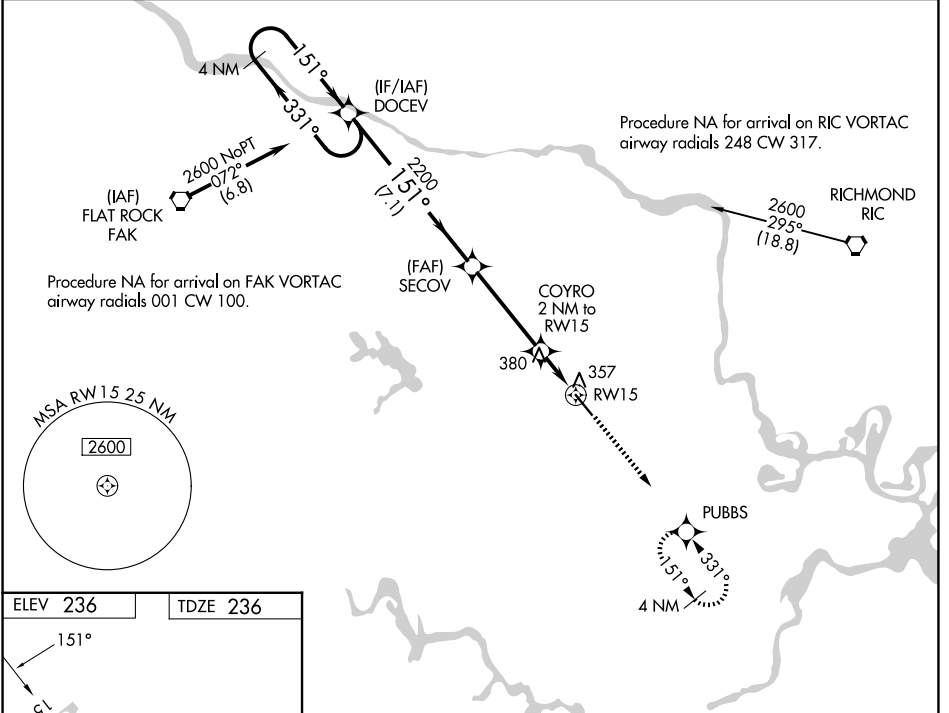 4 NM
151°
331°
(IF/IAF)
DOCEV
2600 NoPT
072°
(6.8)
(IAF)
FLAT ROCK
FAK
Procedure NA for arrival on RIC VORTAC
airway radials 248 CW 317.
2200
151°
(7.1)
2600
295°
(18.8)
RICHMOND
RIC
Procedure NA for arrival on FAK VORTAC
airway radials 001 CW 100.
(FAF)
SECOV
COYRO
2 NM to
RW15
380
357
RW15
MSA RW15 25 NM
2600
PUBBS
151°
331°
4 NM
ELEV 236
TDZE 236
151°
15